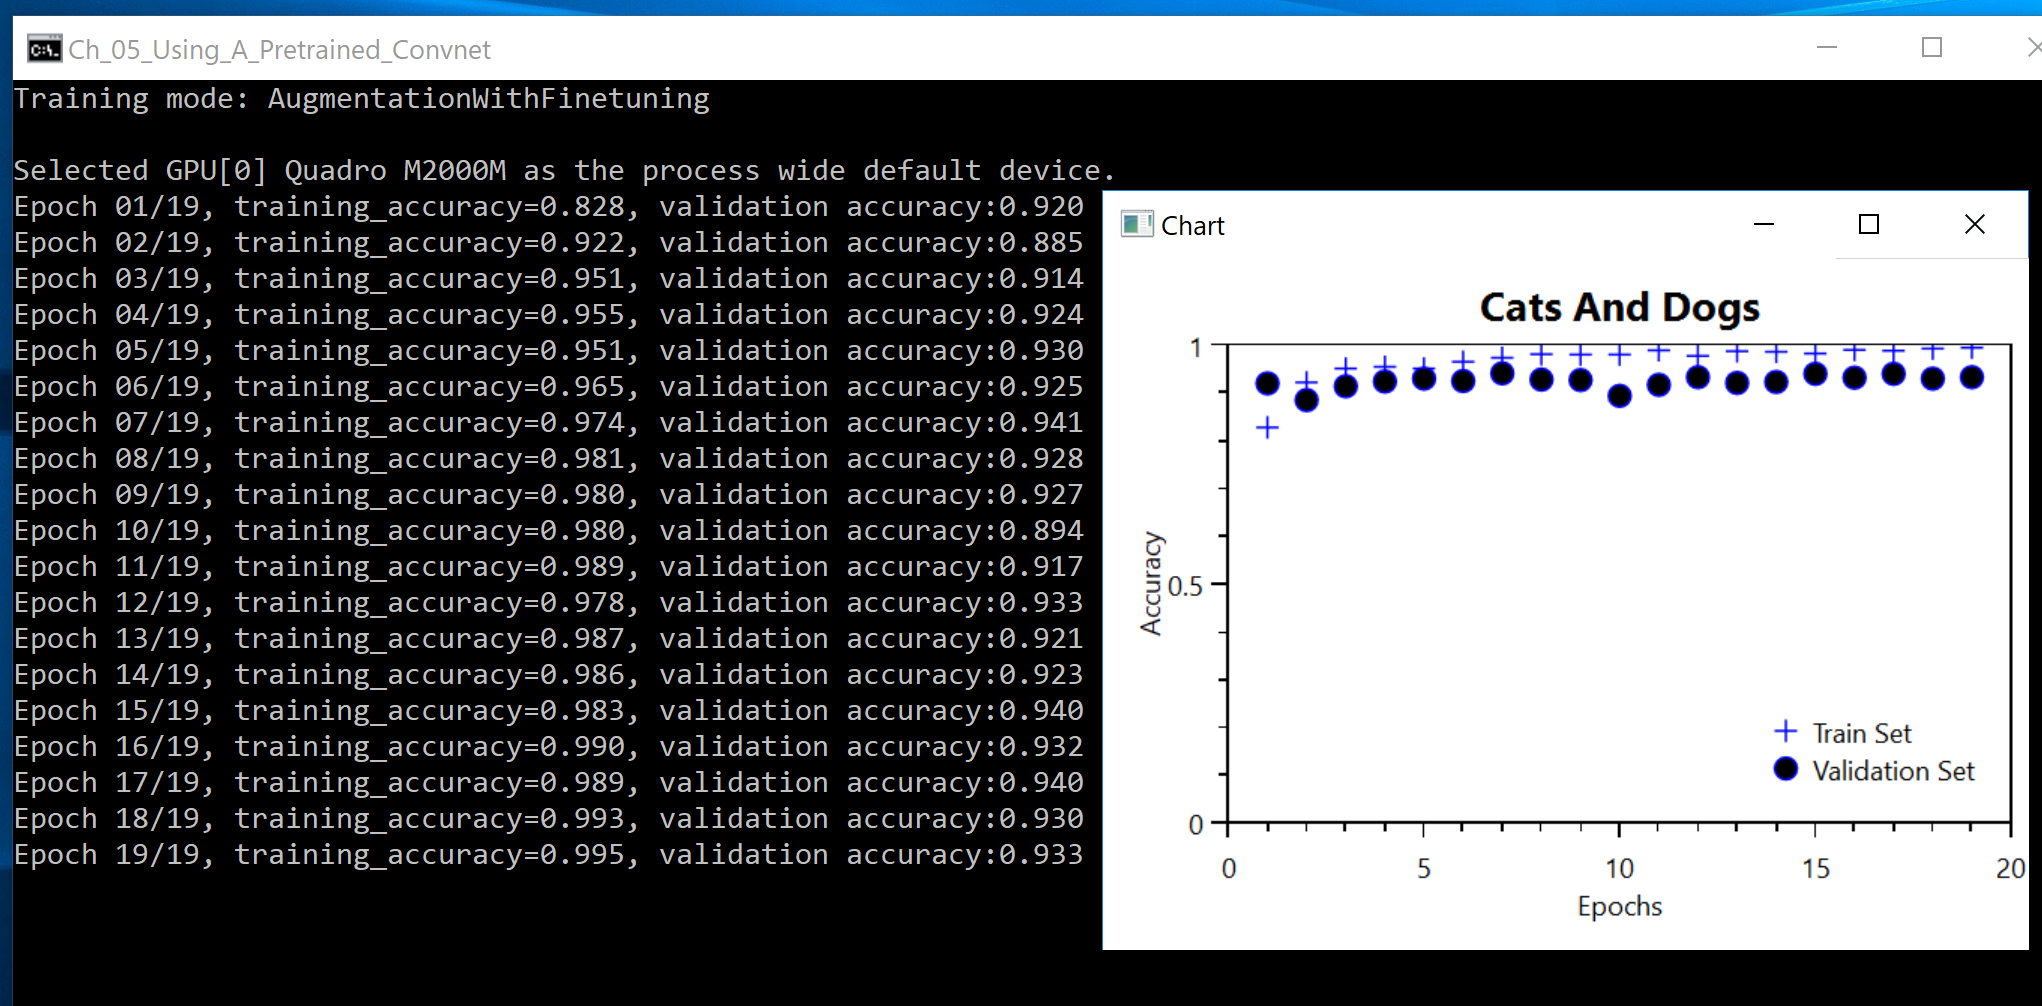 Ch_05_Using_A_Pretrained_Convnet
Training mode: AugmentationWithFinetuning
Selected GPU[0] Quadro M2000M as the process wide default device.
Epoch 01/19, training_accuracy=0.828, validation accuracy:0.920
Epoch 02/19, training_accuracy=0.922, validation accuracy:0.885
Epoch 03/19, training_accuracy=0.951, validation accuracy:0.914
Epoch 04/19, training_accuracy=0.955, validation accuracy:0.924
Epoch 05/19, training_accuracy=0.951, validation accuracy:0.930
Epoch 06/19, training_accuracy=0.965, validation accuracy:0.925
Epoch 07/19, training_accuracy=0.974, validation accuracy:0.941
Epoch 08/19, training_accuracy=0.981, validation accuracy:0.928
Epoch 09/19, training_accuracy=0.980, validation accuracy:0.927
Epoch 10/19, training_accuracy=0.980, validation accuracy:0.894
Epoch 11/19, training_accuracy=0.989, validation accuracy:0.917
Epoch 12/19, training_accuracy=0.978, validation accuracy:0.933
Epoch 13/19, training_accuracy=0.987, validation accuracy:0.921
Epoch 14/19, training_accuracy=0.986, validation accuracy:0.923
Epoch 15/19, training_accuracy=0.983, validation accuracy:0.940
Epoch 16/19, training_accuracy=0.990, validation accuracy:0.932
Epoch 17/19, training_accuracy=0.989, validation accuracy:0.940
Epoch 18/19, training_accuracy=0.993, validation accuracy:0.930
Epoch 19/19, training_accuracy=0.995, validation accuracy:0.933
Chart
Cats And Dogs
1
0.5
0
Accuracy
Train Set
Validation Set
0 5 10 15 20
Epochs